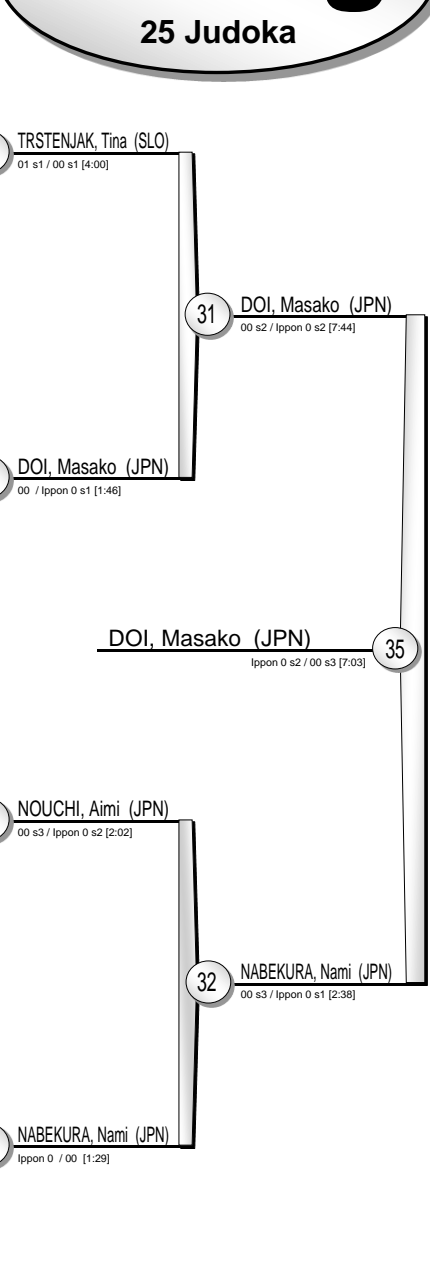 25 Judoka
TRSTENJAK, Tina (SLO)
01 s1 / 00 s1 [4:00]
31
DOI, Masako (JPN)
00 s2 / Ippon 0 s2 [7:44]
DOI, Masako (JPN)
00 / Ippon 0 s1 [1:46]
DOI, Masako (JPN)
35
Ippon 0 s2 / 00 s3 [7:03]
NOUCHI, Aimi (JPN)
00 s3 / Ippon 0 s2 [2:02]
32
NABEKURA, Nami (JPN)
00 s3 / Ippon 0 s1 [2:38]
NABEKURA, Nami (JPN)
Ippon 0 / 00 [1:29]